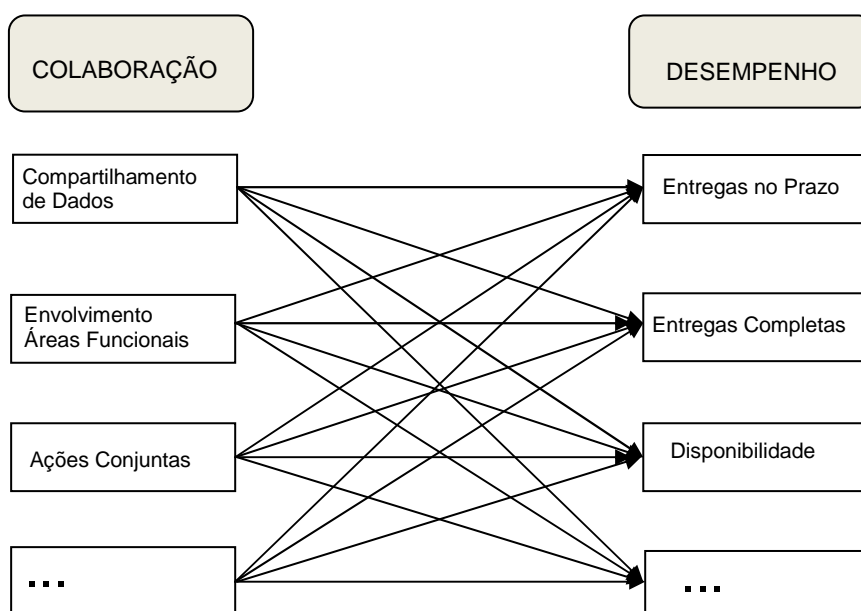 COLABORAÇÃO
DESEMPENHO
Compartilhamento
de Dados
Entregas no Prazo
Envolvimento
Áreas Funcionais
Entregas Completas
Ações Conjuntas
Disponibilidade
...
...